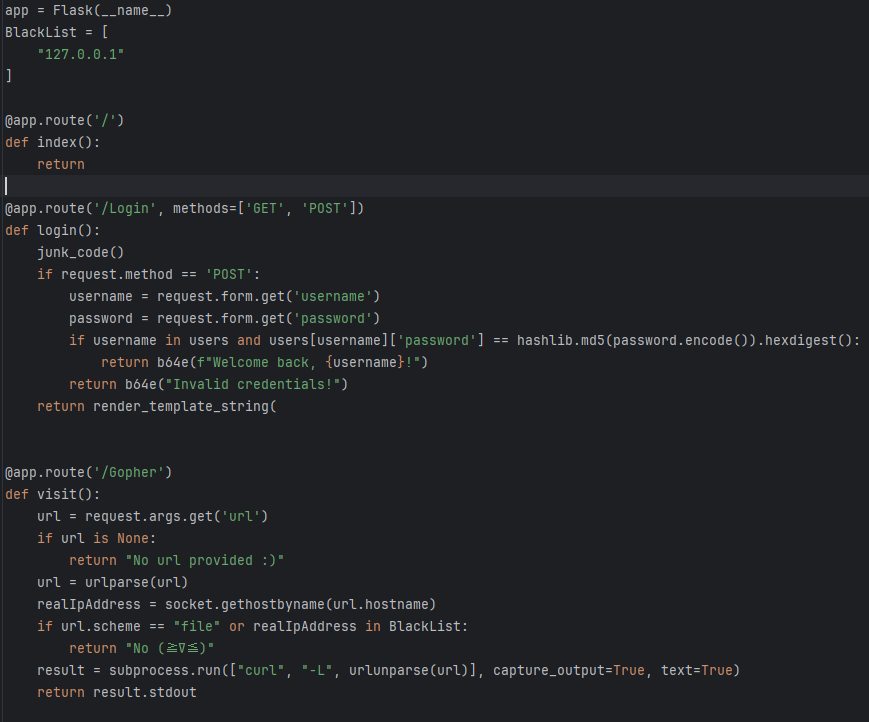 app = Flask(__name__)
BlackList = [
    "127.0.0.1"
]
@app.route('/')
def index():
    return
@app.route('/Login', methods=['GET', 'POST'])
def login():
    junk_code()
    if request.method == 'POST':
        username = request.form.get('username')
        password = request.form.get('password')
        if username in users and users[username]['password'] == hashlib.md5(password.encode()).hexdigest():
            return b64e(f"Welcome back, {username}!")
        return b64e("Invalid credentials!")
    return render_template_string(
@app.route('/Gopher')
def visit():
    url = request.args.get('url')
    if url is None:
        return "No url provided :)"
    url = urlparse(url)
    realIpAddress = socket.gethostbyname(url.hostname)
    if url.scheme == "file" or realIpAddress in BlackList:
        return "No (≧∇≦)"
    result = subprocess.run(["curl", "-L", urlunparse(url)], capture_output=True, text=True)
    return result.stdout